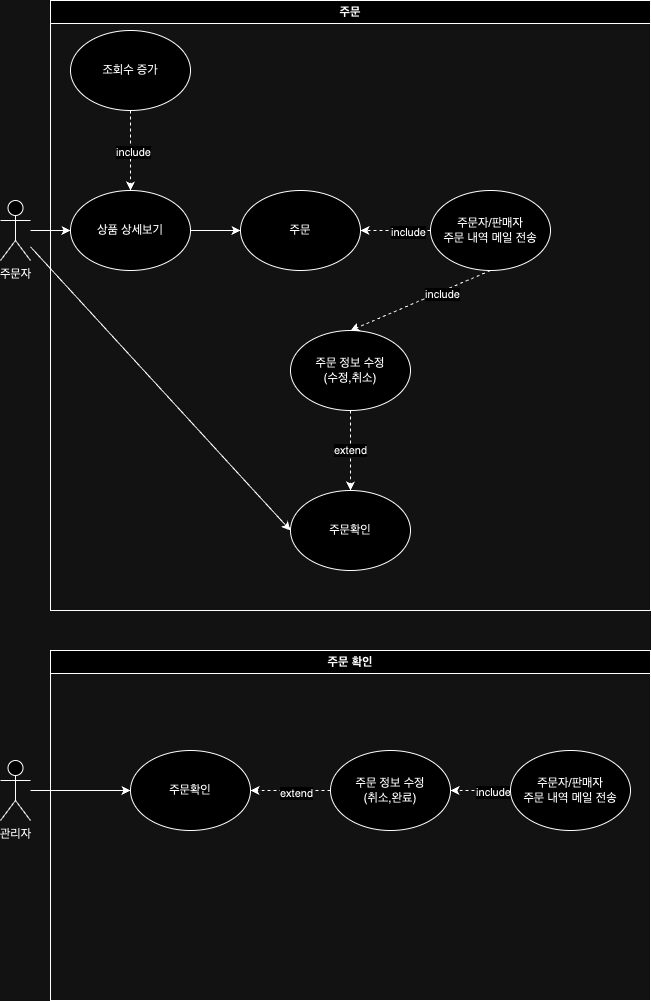 주문
조회수 증가
include
상품 상세보기
주문
include
주문자/판매자
주문 내역 메일 전송
주문자
include
주문 정보 수정
(수정,취소)
extend
주문확인
주문 확인
주문확인
extend
주문 정보 수정
(취소,완료)
include
주문자/판매자
주문 내역 메일 전송
관리자